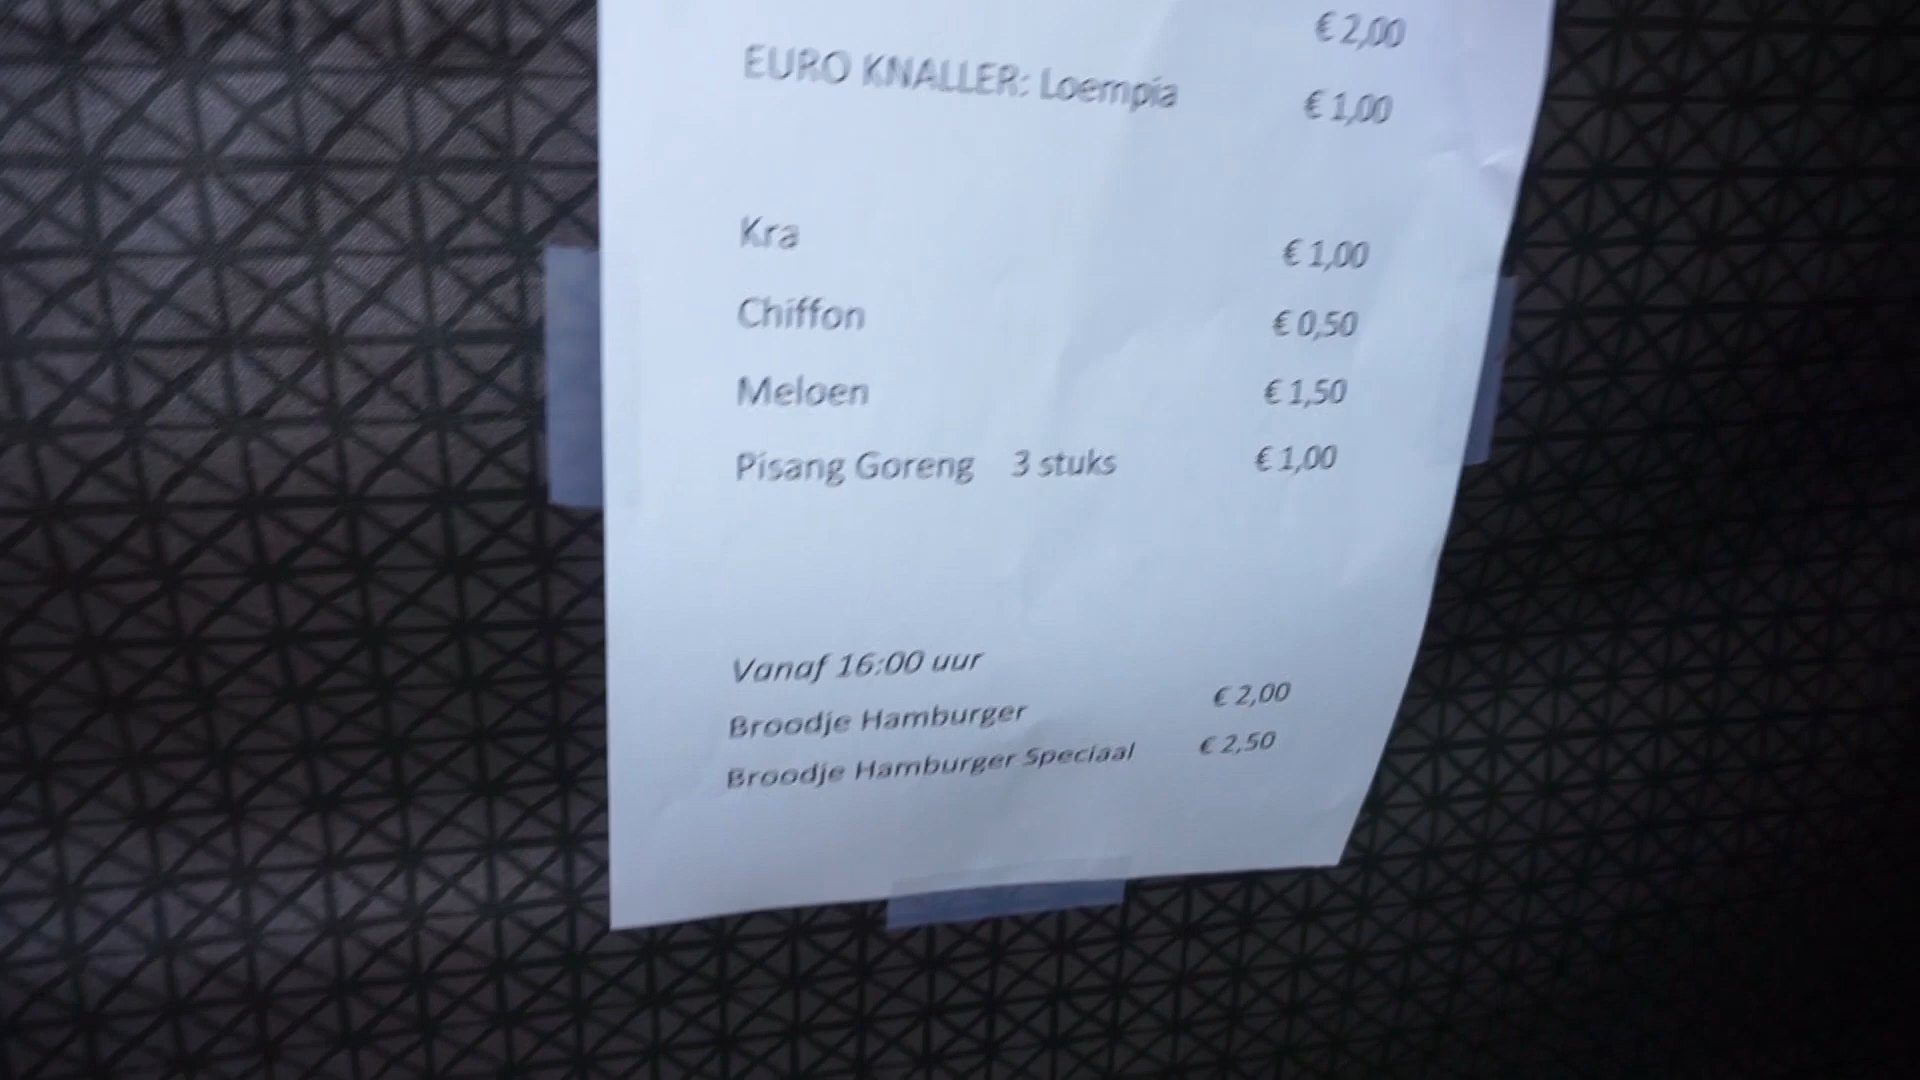 € 2,00
EURO KNALLER: Loempia € 1,00
Kra € 1,00
Chiffon € 0,50
Meloen € 1,50
Pisang Goreng 3 stuks € 1,00
Vanaf 16:00 uur
Broodje Hamburger € 2,00
Broodje Hamburger Speciaal € 2,50